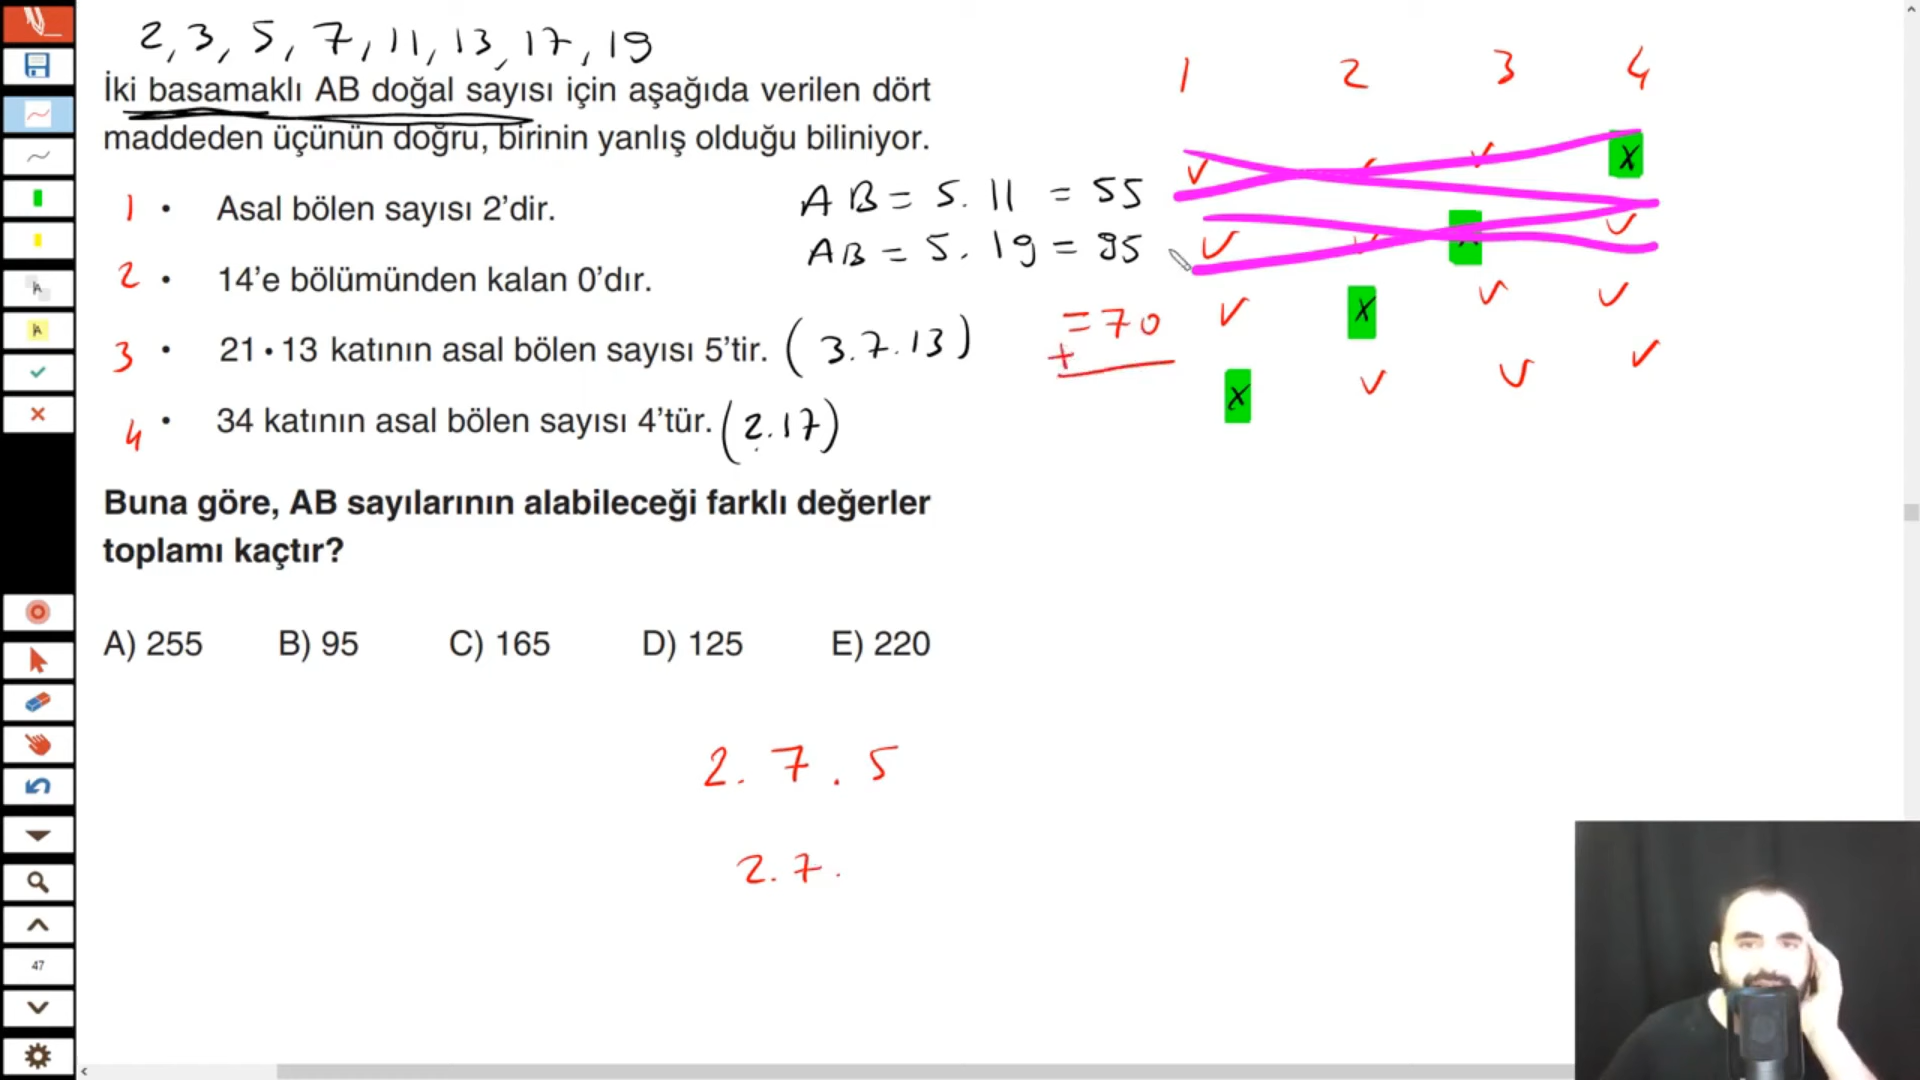 2, 3, 5, 7, 11, 13, 17, 19
İki basamaklı AB doğal sayısı için aşağıda verilen dört
maddeden üçünün doğru, birinin yanlış olduğu biliniyor.
1 • Asal bölen sayısı 2'dir.
2 • 14'e bölümünden kalan 0'dır.
3 • 21 • 13 katının asal bölen sayısı 5'tir. (3.7.13)
4 • 34 katının asal bölen sayısı 4'tür. (2.17)
AB = 5. 11 = 55
AB = 5. 19 = 95
= 70
+
1 2 3 4
✓ ✓ ✓ X
✓ ✓ X ✓
✓ X ✓ ✓
X ✓ ✓ ✓
Buna göre, AB sayılarının alabileceği farklı değerler
toplamı kaçtır?
A) 255 B) 95 C) 165 D) 125 E) 220
2. 7. 5
2. 7.
47